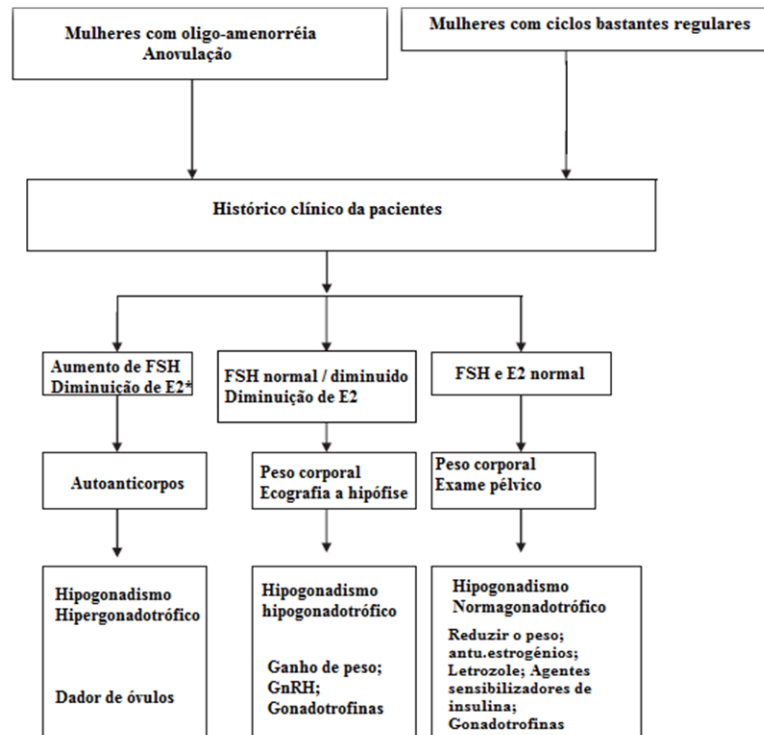 Mulheres com oligo-amenorréia
Anovulação
Mulheres com ciclos bastantes regulares
Histórico clínico da pacientes
Aumento de FSH
Diminuição de E2*
FSH normal / diminuido
Diminuição de E2
FSH e E2 normal
Autoanticorpos
Peso corporal
Ecografia a hipófise
Peso corporal
Exame pélvico
Hipogonadismo
Hipergonadotrófico
Dador de óvulos
Hipogonadismo
hipogonadotrófico
Ganho de peso;
GnRH;
Gonadotrofinas
Hipogonadismo
Normagonadotrófico
Reduzir o peso;
antu.estrogénios;
Letrozole; Agentes
sensibilizadores de
insulina;
Gonadotrofinas